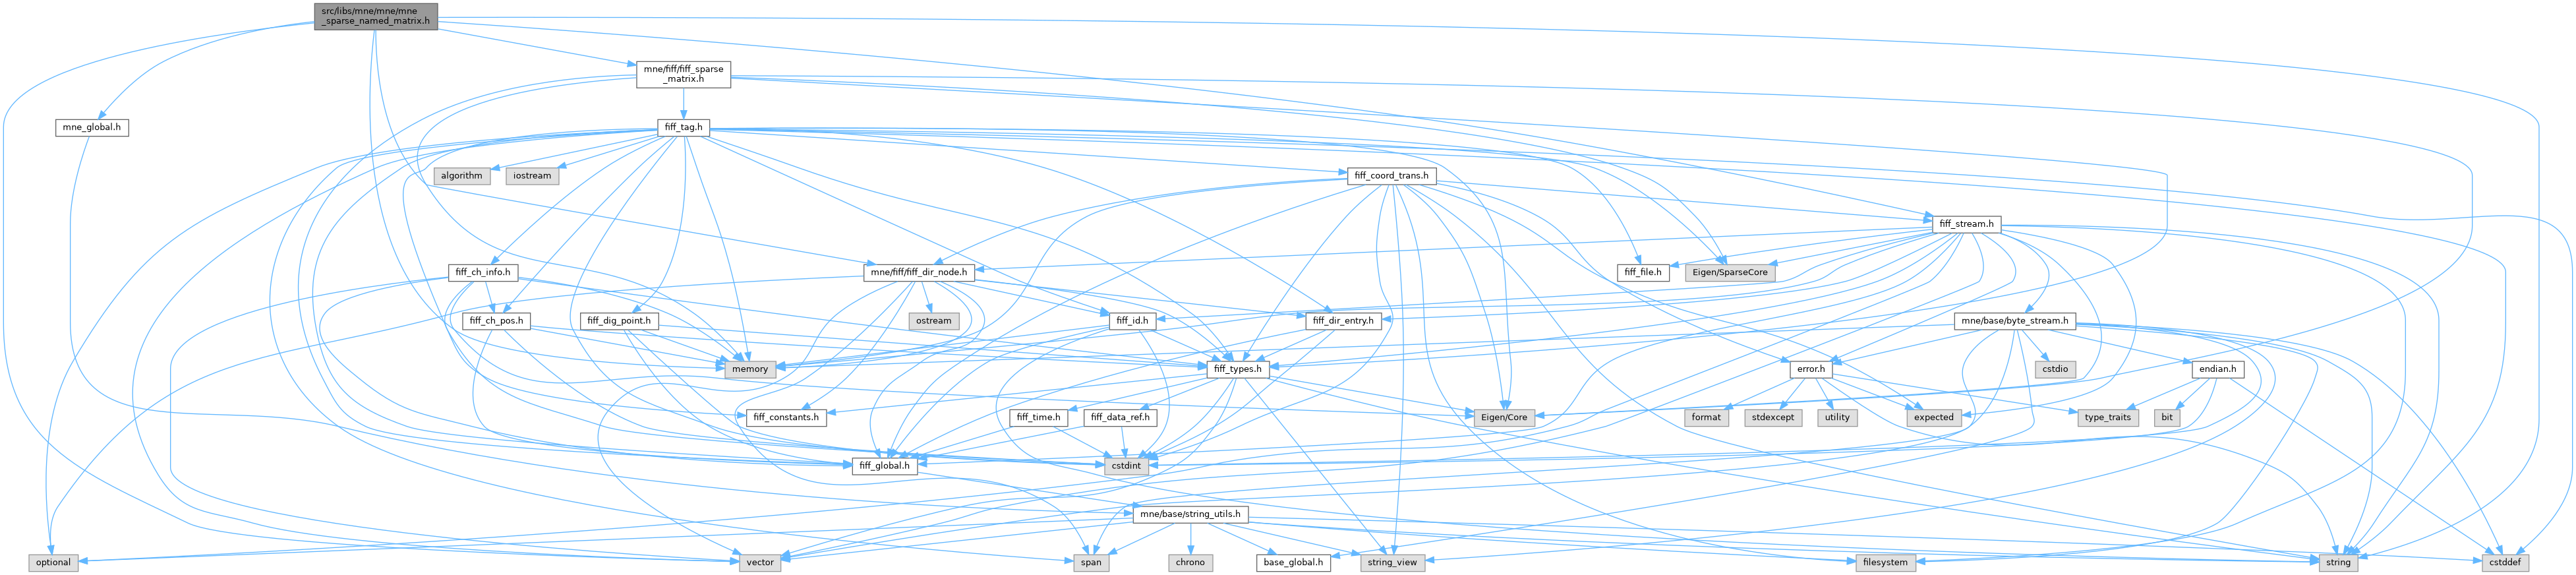 src/libs/mne/mne/mne
_sparse_named_matrix.h
mne/fiff/fiff_sparse
_matrix.h
mne_global.h
fiff_tag.h
algorithm
iostream
fiff_coord_trans.h
fiff_stream.h
fiff_ch_info.h
mne/fiff/fiff_dir_node.h
fiff_file.h
Eigen/SparseCore
fiff_ch_pos.h
fiff_dig_point.h
ostream
fiff_id.h
fiff_dir_entry.h
mne/base/byte_stream.h
memory
fiff_types.h
error.h
cstdio
endian.h
fiff_constants.h
fiff_time.h
fiff_data_ref.h
Eigen/Core
format
stdexcept
utility
expected
type_traits
bit
fiff_global.h
cstdint
mne/base/string_utils.h
optional
vector
span
chrono
base_global.h
string_view
filesystem
string
cstddef